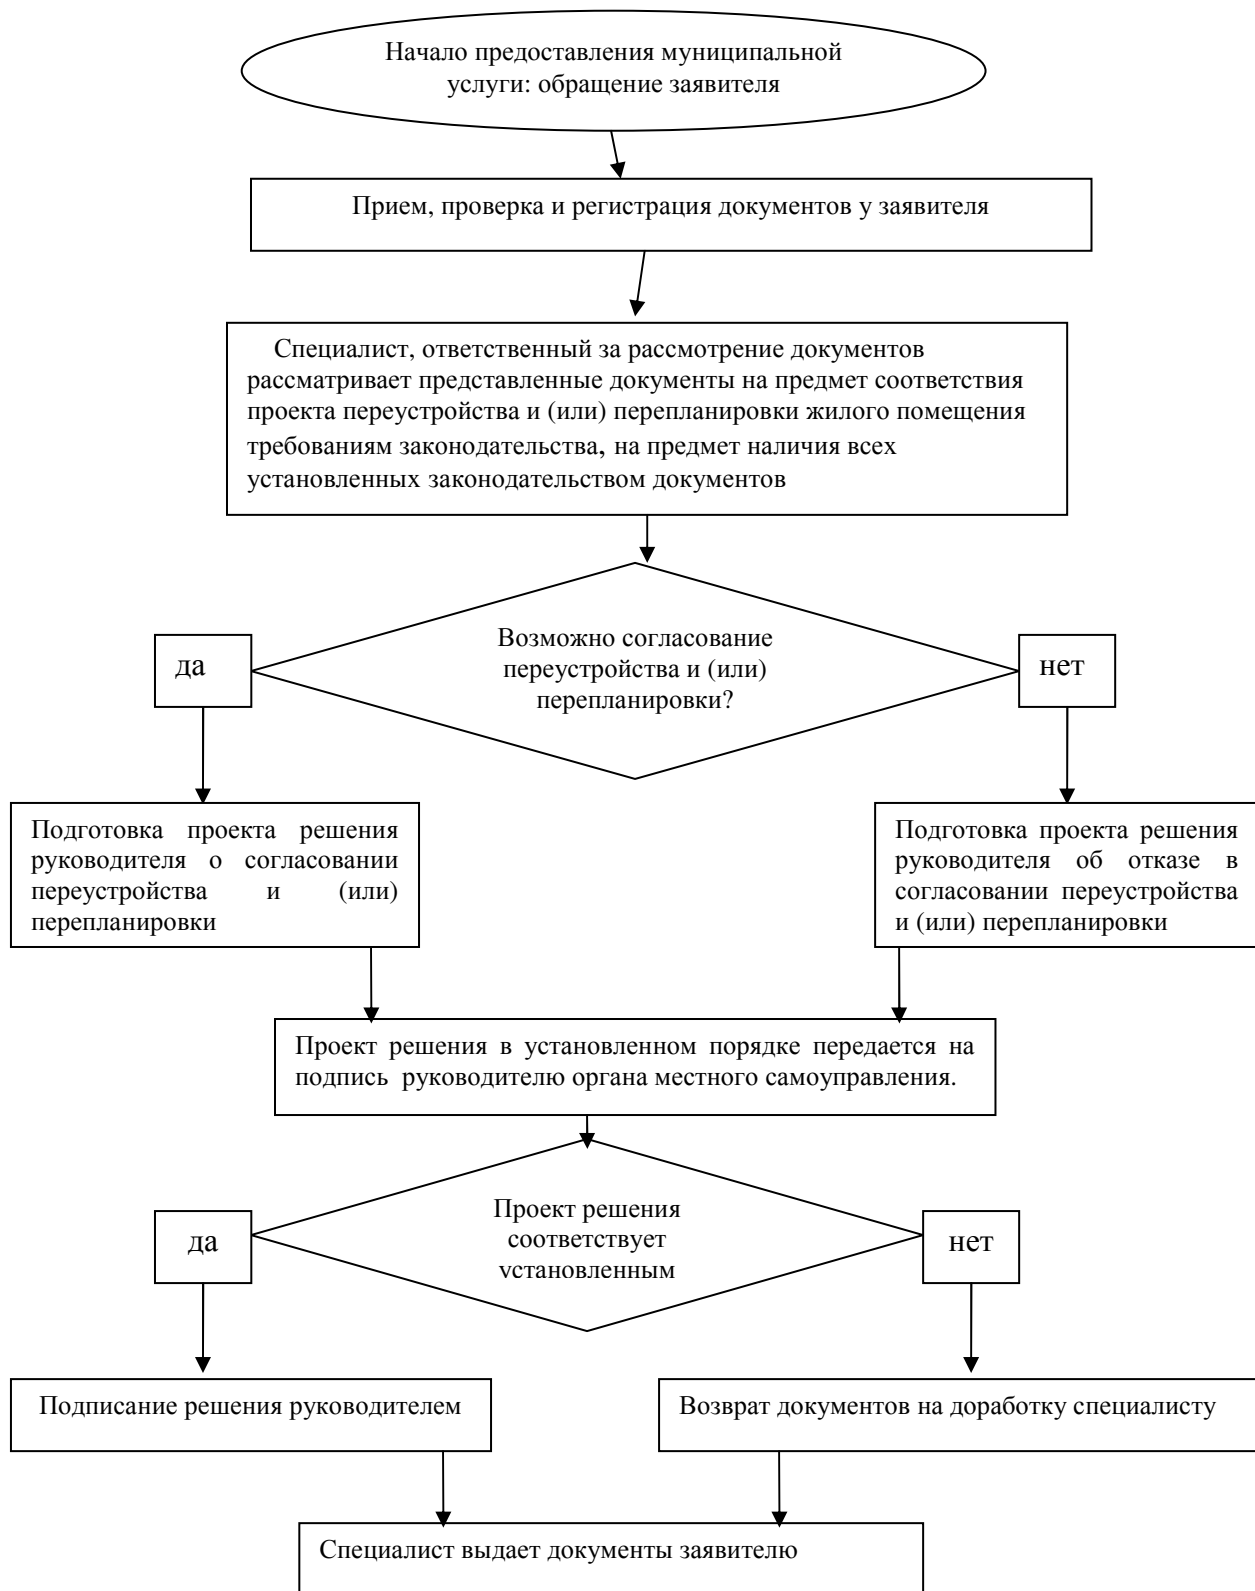 Начало предоставления муниципальной
услуги: обращение заявителя
Прием, проверка и регистрация документов у заявителя
Специалист, ответственный за рассмотрение документов
рассматривает представленные документы на предмет соответствия
проекта переустройства и (или) перепланировки жилого помещения
требованиям законодательства, на предмет наличия всех
установленных законодательством документов
Возможно согласование
переустройства и (или)
перепланировки?
да
нет
Подготовка проекта решения
руководителя о согласовании
переустройства и (или)
перепланировки
Подготовка проекта решения
руководителя об отказе в
согласовании переустройства
и (или) перепланировки
Проект решения в установленном порядке передается на
подпись руководителю органа местного самоуправления.
Проект решения
соответствует
установленным
да
нет
Подписание решения руководителем
Возврат документов на доработку специалисту
Специалист выдает документы заявителю